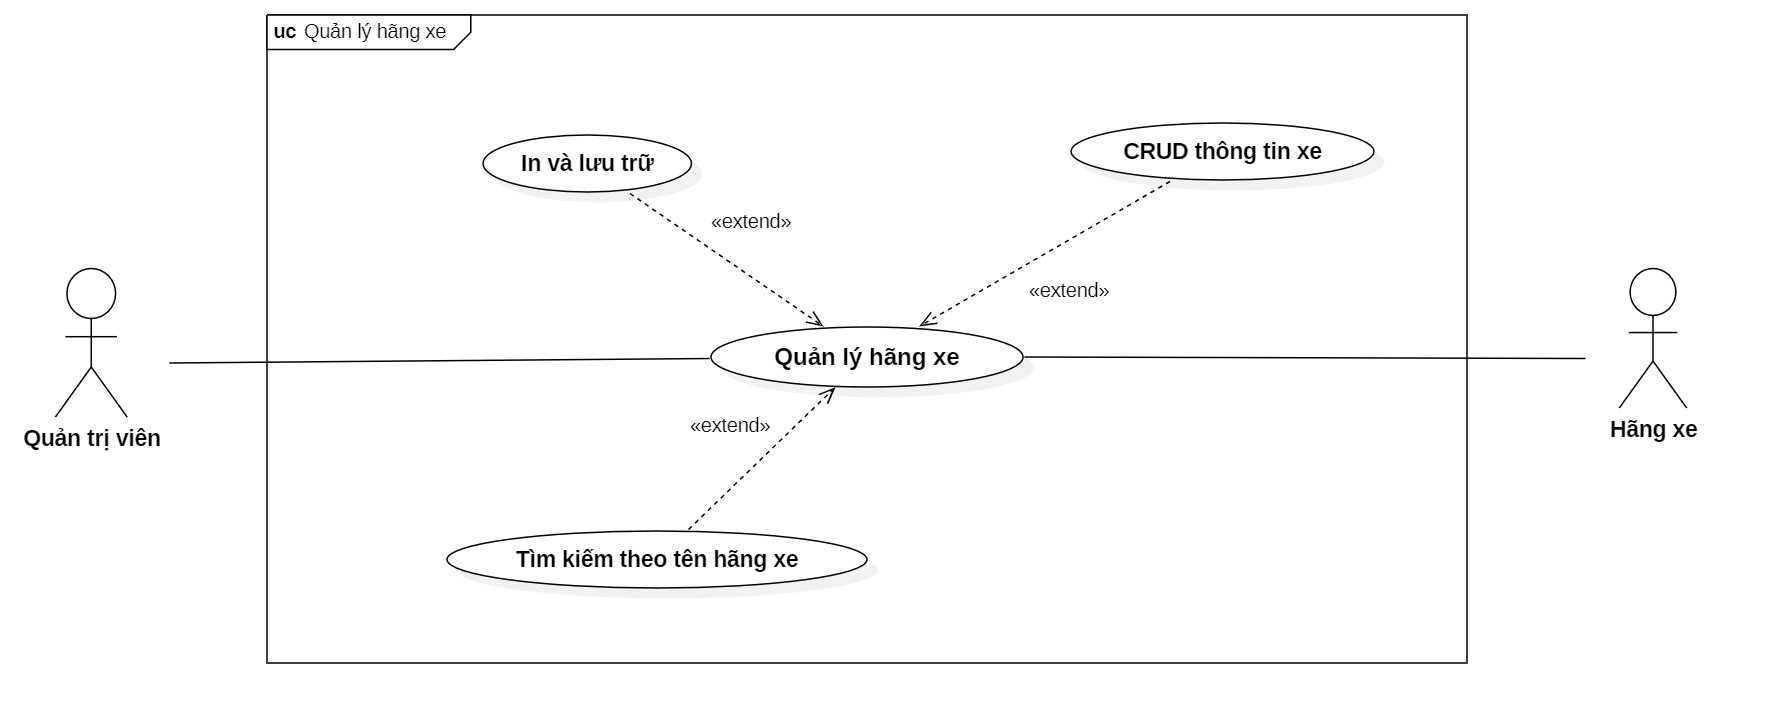 uc Quản lý hãng xe
In và lưu trữ
CRUD thông tin xe
«extend»
«extend»
Quản lý hãng xe
«extend»
Quản trị viên
Hãng xe
Tìm kiếm theo tên hãng xe